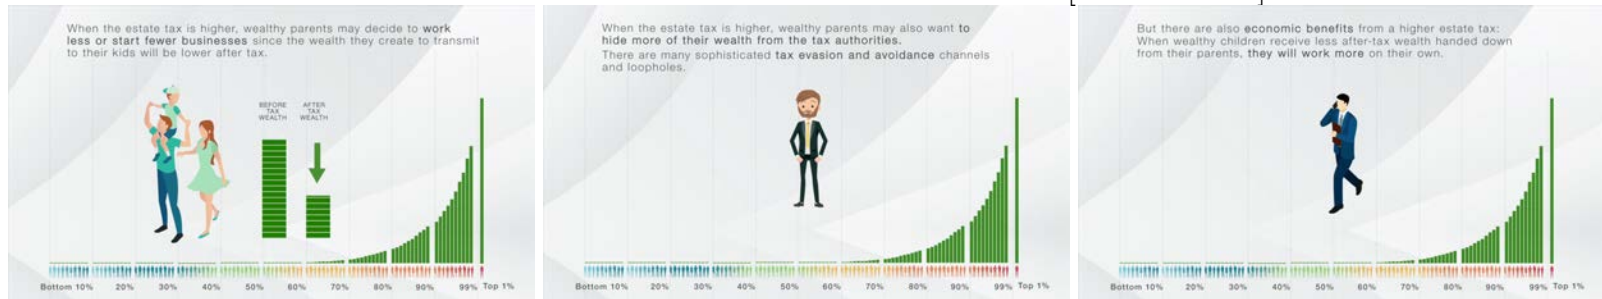 When the estate tax is higher, wealthy parents may decide to work
less or start fewer businesses since the wealth they create to transmit
to their kids will be lower after tax.
BEFORE
TAX
WEALTH
AFTER
TAX
WEALTH
Bottom 10% 20% 30% 40% 50% 60% 70% 80% 90% 99% Top 1%
When the estate tax is higher, wealthy parents may also want to
hide more of their wealth from the tax authorities.
There are many sophisticated tax evasion and avoidance channels
and loopholes.
Bottom 10% 20% 30% 40% 50% 60% 70% 80% 90% 99% Top 1%
But there are also economic benefits from a higher estate tax:
When wealthy children receive less after-tax wealth handed down
from their parents, they will work more on their own.
Bottom 10% 20% 30% 40% 50% 60% 70% 80% 90% 99% Top 1%